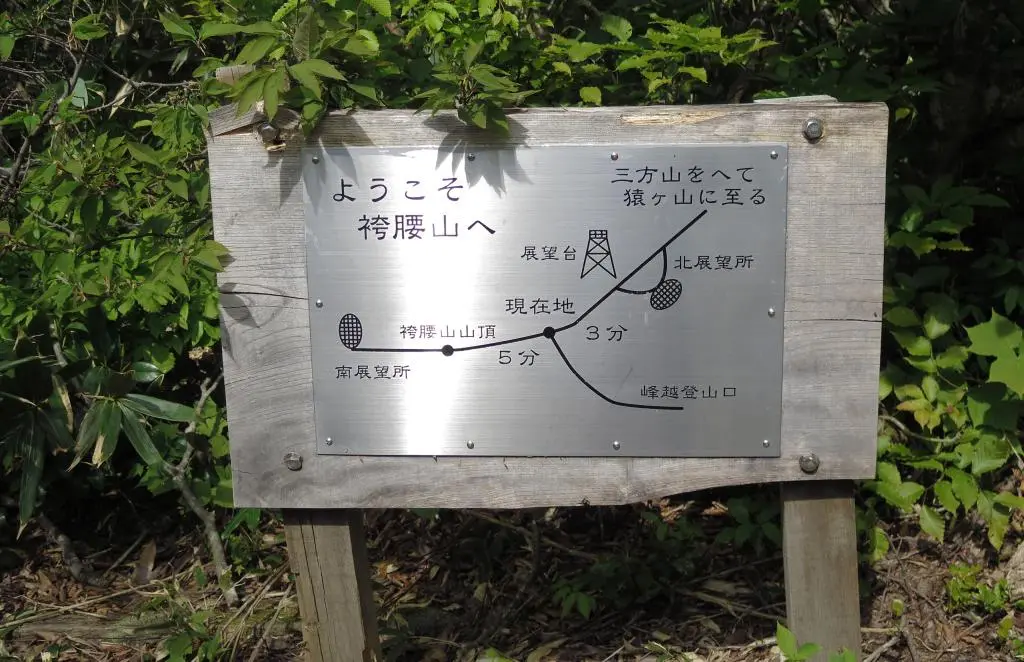 ようこそ
袴腰山へ
三方山をへて
猿ヶ山に至る
展望台
北展望所
現在地
3分
袴腰山山頂
5分
南展望所
峰越登山口